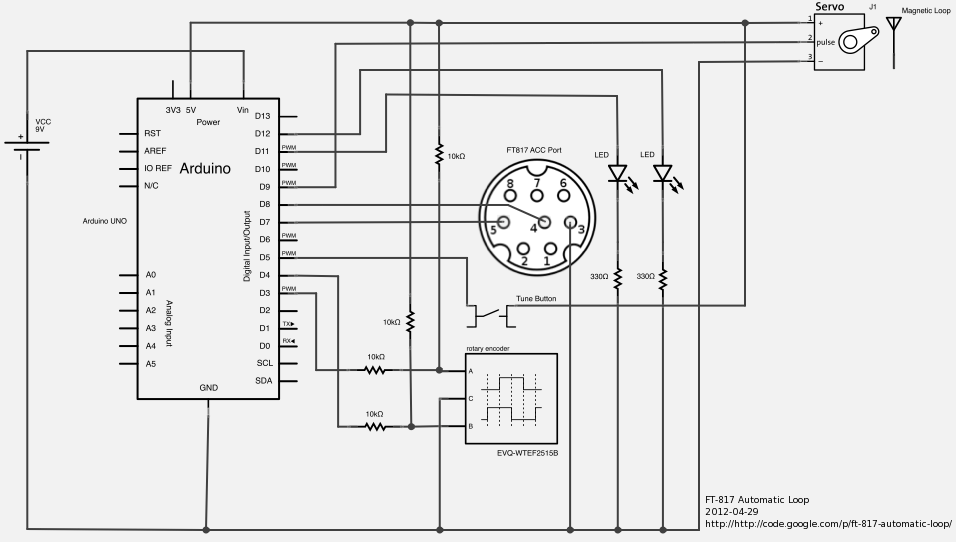 Servo
J1
Magnetic Loop
1
+
2
pulse
3
−
VCC
9V
+
3V3
5V
Vin
Power
RST
AREF
IO REF
N/C
Arduino
Arduino UNO
Digital Input/Output
Analog Input
A0
A1
A2
A3
A4
A5
D13
D12
D11
PWM
D10
PWM
D9
PWM
D8
D7
D6
PWM
D5
PWM
D4
D3
PWM
D2
D1
TX
D0
RX
SCL
SDA
GND
10kΩ
10kΩ
10kΩ
10kΩ
FT817 ACC Port
8
7
6
5
4
3
2
1
LED
LED
330Ω
330Ω
Tune Button
rotary encoder
A
C
B
EVQ-WTEF2515B
FT-817 Automatic Loop
2012-04-29
http://http://code.google.com/p/ft-817-automatic-loop/